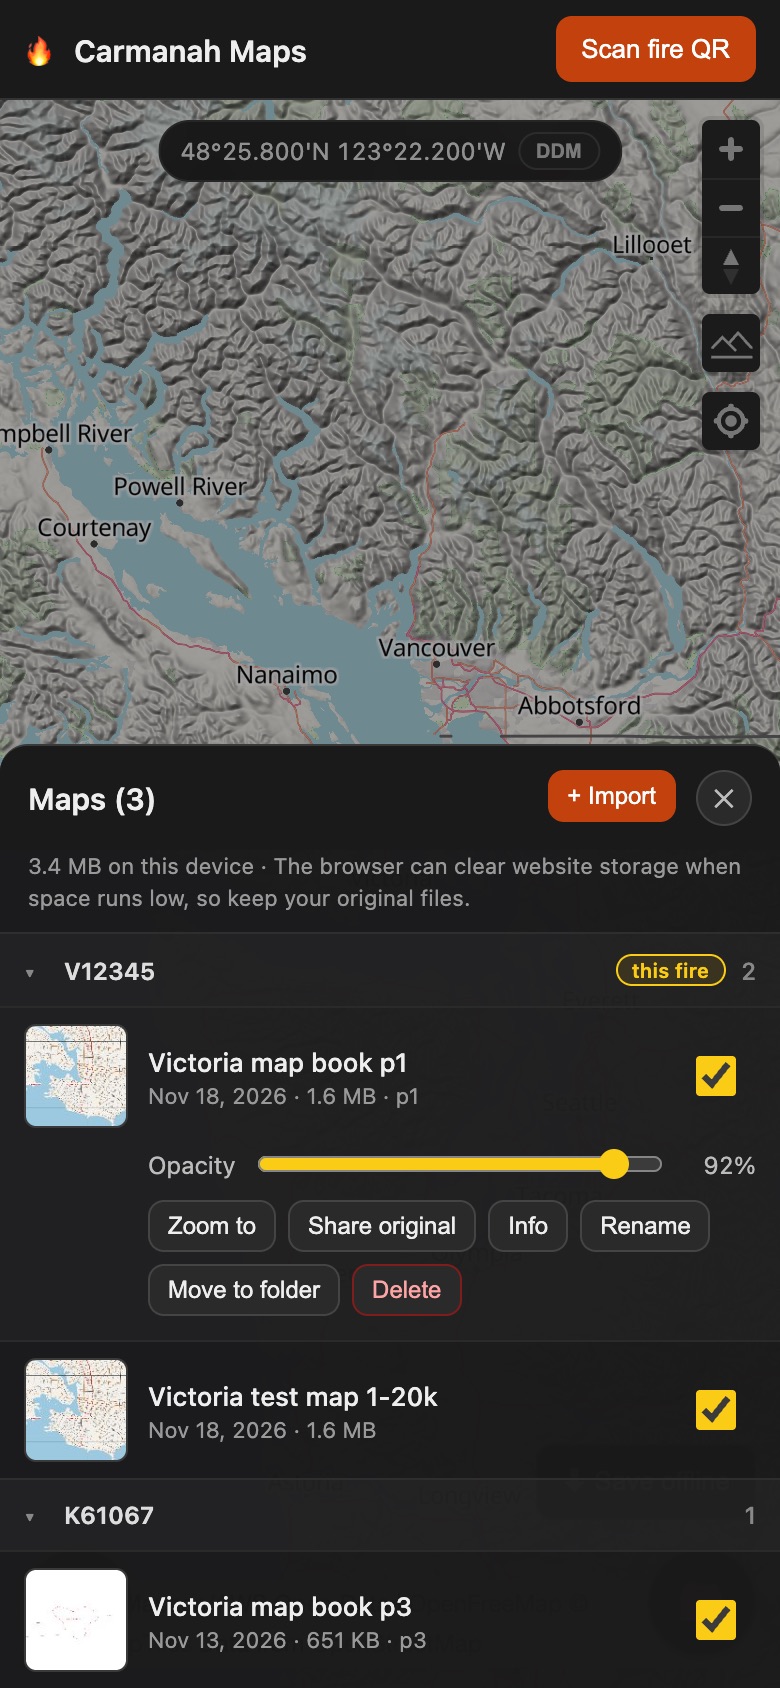 Carmanah Maps
Scan fire QR
48°25.800'N 123°22.200'W DDM
Lillooet
mpbell River
Powell River
Courtenay
Vancouver
Nanaimo
Abbotsford
Maps (3)
+ Import
3.4 MB on this device · The browser can clear website storage when
space runs low, so keep your original files.
V12345
this fire 2
Victoria map book p1
Nov 18, 2026 · 1.6 MB · p1
Opacity 92%
Zoom to Share original Info Rename
Move to folder Delete
Victoria test map 1-20k
Nov 18, 2026 · 1.6 MB
K61067 1
Victoria map book p3
Nov 13, 2026 · 651 KB · p3